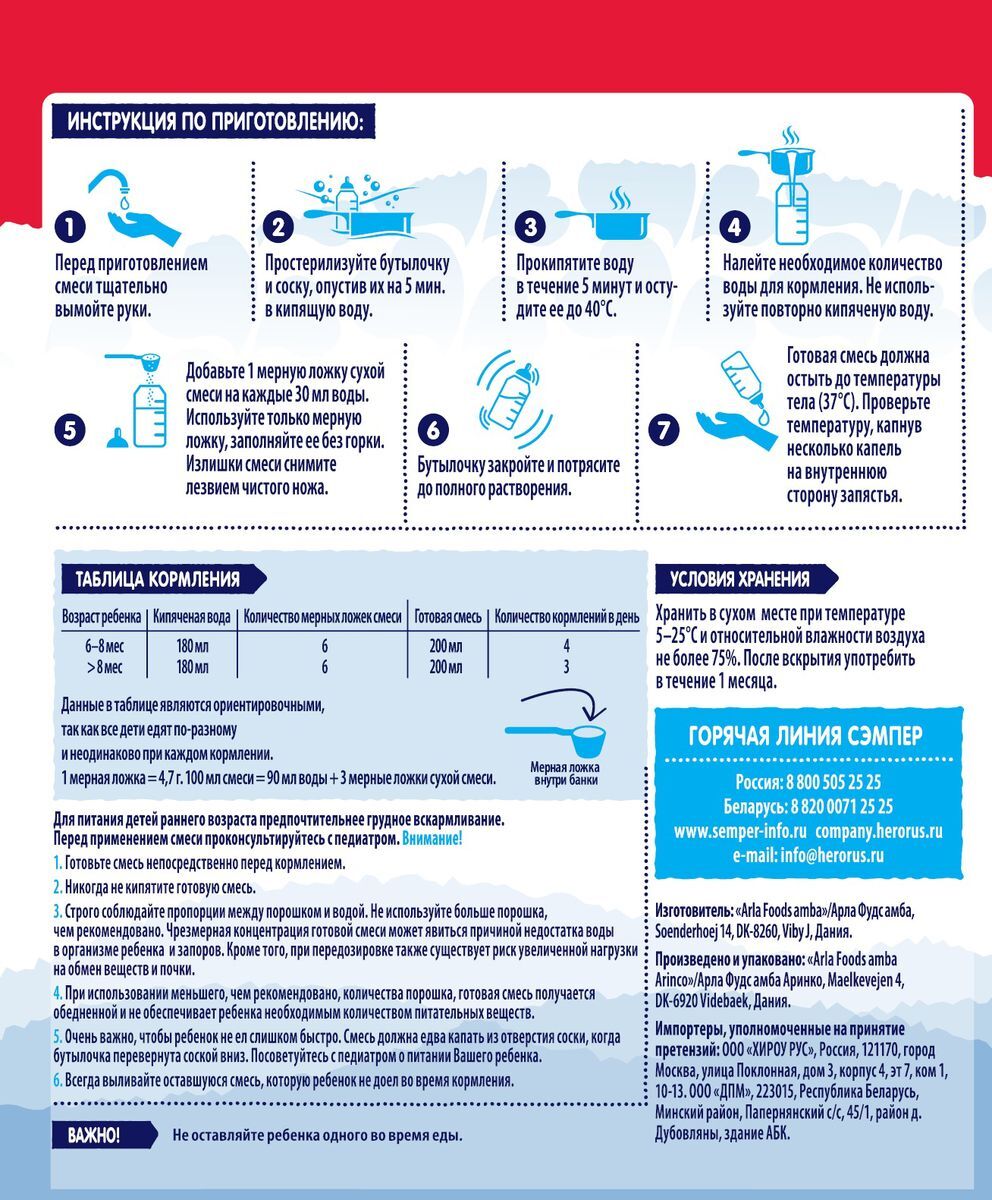 ИНСТРУКЦИЯ ПО ПРИГОТОВЛЕНИЮ:
1
Перед приготовлением
смеси тщательно
вымойте руки.
2
Простерилизуйте бутылочку
и соску, опустив их на 5 мин.
в кипящую воду.
3
Прокипятите воду
в течение 5 минут и осту-
дите ее до 40°C.
4
Налейте необходимое количество
воды для кормления. Не исполь-
зуйте повторно кипяченую воду.
5
Добавьте 1 мерную ложку сухой
смеси на каждые 30 мл воды.
Используйте только мерную
ложку, заполняйте ее без горки.
Излишки смеси снимите
лезвием чистого ножа.
6
Бутылочку закройте и потрясите
до полного растворения.
7
Готовая смесь должна
остыть до температуры
тела (37°C). Проверьте
температуру, капнув
несколько капель
на внутреннюю
сторону запястья.
ТАБЛИЦА КОРМЛЕНИЯ
Возраст ребенка Кипяченая вода Количество мерных ложек смеси Готовая смесь Количество кормлений в день
6–8 мес 180 мл 6 200 мл 4
> 8 мес 180 мл 6 200 мл 3
Данные в таблице являются ориентировочными,
так как все дети едят по-разному
и неодинаково при каждом кормлении.
1 мерная ложка = 4,7 г. 100 мл смеси = 90 мл воды + 3 мерные ложки сухой смеси.
Мерная ложка
внутри банки
Для питания детей раннего возраста предпочтительнее грудное вскармливание.
Перед применением смеси проконсультируйтесь с педиатром. Внимание!
1. Готовьте смесь непосредственно перед кормлением.
2. Никогда не кипятите готовую смесь.
3. Строго соблюдайте пропорции между порошком и водой. Не используйте больше порошка,
чем рекомендовано. Чрезмерная концентрация готовой смеси может явиться причиной недостатка воды
в организме ребенка и запоров. Кроме того, при передозировке также существует риск увеличенной нагрузки
на обмен веществ и почки.
4. При использовании меньшего, чем рекомендовано, количества порошка, готовая смесь получается
обедненной и не обеспечивает ребенка необходимым количеством питательных веществ.
5. Очень важно, чтобы ребенок не ел слишком быстро. Смесь должна едва капать из отверстия соски, когда
бутылочка перевернута соской вниз. Посоветуйтесь с педиатром о питании Вашего ребенка.
6. Всегда выливайте оставшуюся смесь, которую ребенок не доел во время кормления.
ВАЖНО! Не оставляйте ребенка одного во время еды.
УСЛОВИЯ ХРАНЕНИЯ
Хранить в сухом месте при температуре
5–25°C и относительной влажности воздуха
не более 75%. После вскрытия употребить
в течение 1 месяца.
ГОРЯЧАЯ ЛИНИЯ СЭМПЕР
Россия: 8 800 505 25 25
Беларусь: 8 820 0071 25 25
www.semper-info.ru company.herorus.ru
e-mail: info@herorus.ru
Изготовитель: «Arla Foods amba»/Арла Фудс амба,
Soenderhoej 14, DK-8260, Viby J, Дания.
Произведено и упаковано: «Arla Foods amba
Arinco»/Арла Фудс амба Аринко, Maelkevejen 4,
DK-6920 Videbaek, Дания.
Импортеры, уполномоченные на принятие
претензий: ООО «ХИРОУ РУС», Россия, 121170, город
Москва, улица Поклонная, дом 3, корпус 4, эт 7, ком 1,
10-13. ООО «ДПМ», 223015, Республика Беларусь,
Минский район, Папернянский с/с, 45/1, район д.
Дубовляны, здание АБК.